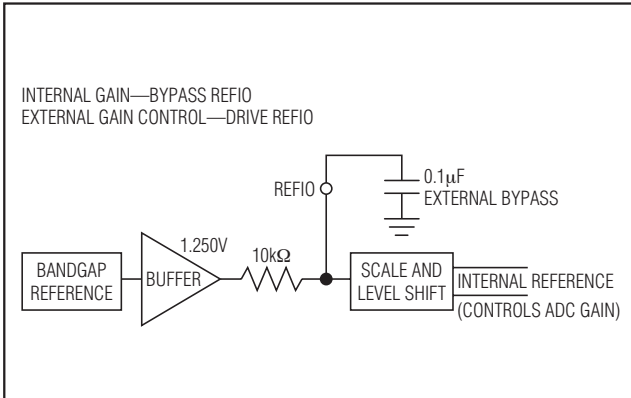 INTERNAL GAIN—BYPASS REFIO
EXTERNAL GAIN CONTROL—DRIVE REFIO
REFIO
0.1μF
EXTERNAL BYPASS
1.250V
10kΩ
BANDGAP
REFERENCE
BUFFER
SCALE AND
LEVEL SHIFT
INTERNAL REFERENCE
(CONTROLS ADC GAIN)